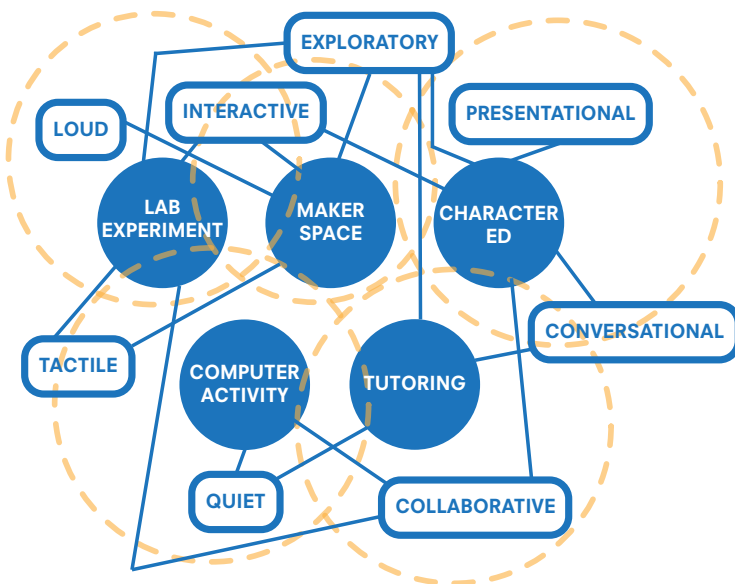 EXPLORATORY
INTERACTIVE
PRESENTATIONAL
LOUD
LAB
EXPERIMENT
MAKER
SPACE
CHARACTER
ED
CONVERSATIONAL
TACTILE
COMPUTER
ACTIVITY
TUTORING
QUIET
COLLABORATIVE